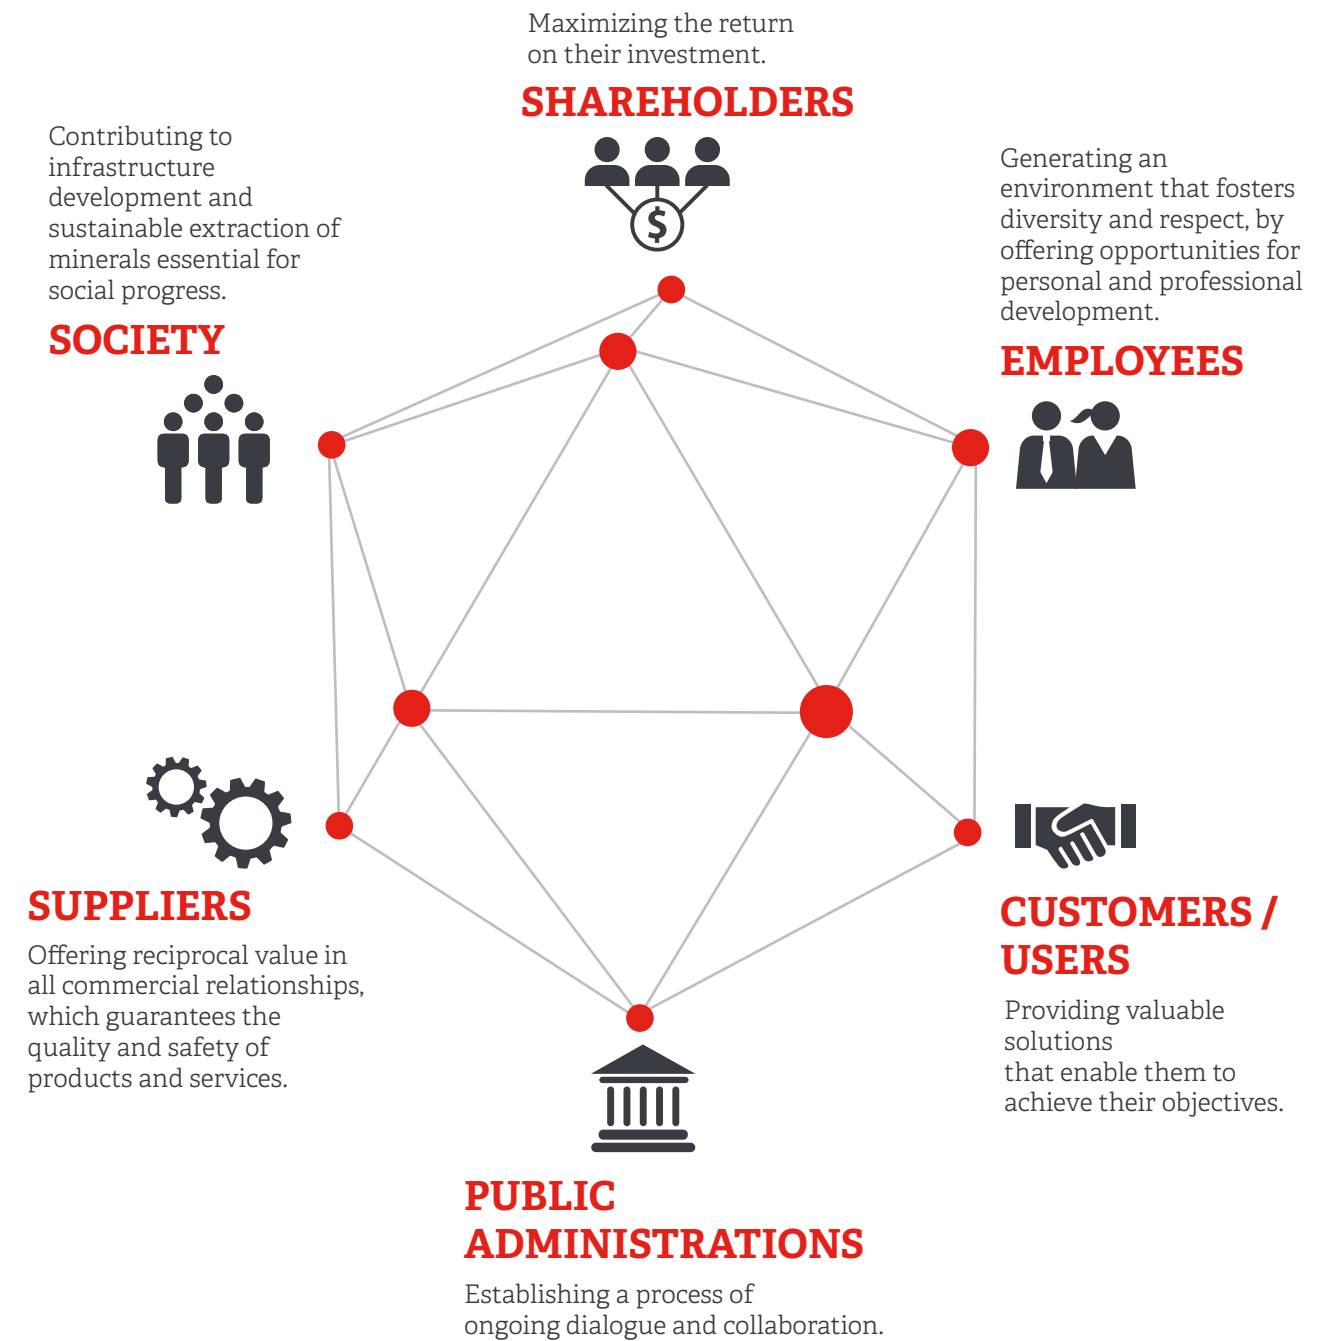 Maximizing the return
on their investment.
SHAREHOLDERS
$
Contributing to
infrastructure
development and
sustainable extraction of
minerals essential for
social progress.
SOCIETY
Generating an
environment that fosters
diversity and respect, by
offering opportunities for
personal and professional
development.
EMPLOYEES
SUPPLIERS
Offering reciprocal value in
all commercial relationships,
which guarantees the
quality and safety of
products and services.
CUSTOMERS /
USERS
Providing valuable
solutions
that enable them to
achieve their objectives.
PUBLIC
ADMINISTRATIONS
Establishing a process of
ongoing dialogue and collaboration.